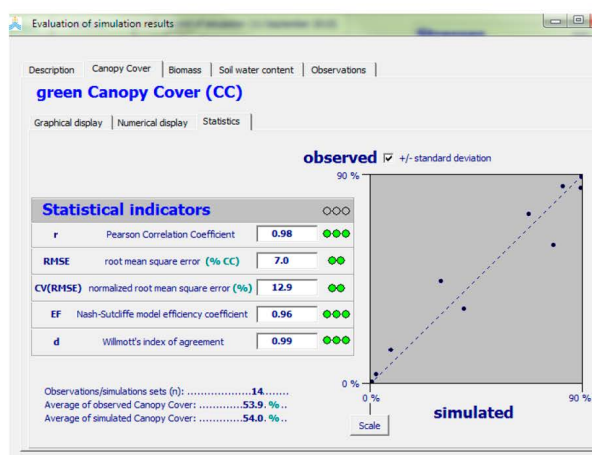 Evaluation of simulation results
Description Canopy Cover Biomass Soil water content Observations
green Canopy Cover (CC)
Graphical display Numerical display Statistics
observed +/- standard deviation
90 %
Statistical indicators
r Pearson Correlation Coefficient 0.98
RMSE root mean square error (% CC) 7.0
CV(RMSE) normalized root mean square error (%) 12.9
EF Nash-Sutcliffe model efficiency coefficient 0.96
d Willmott's index of agreement 0.99
0 %
0 % 90 %
simulated
Observations/simulations sets (n): ...................14........
Average of observed Canopy Cover: .............53.9. % ..
Average of simulated Canopy Cover: .............54.0. % ..
Scale